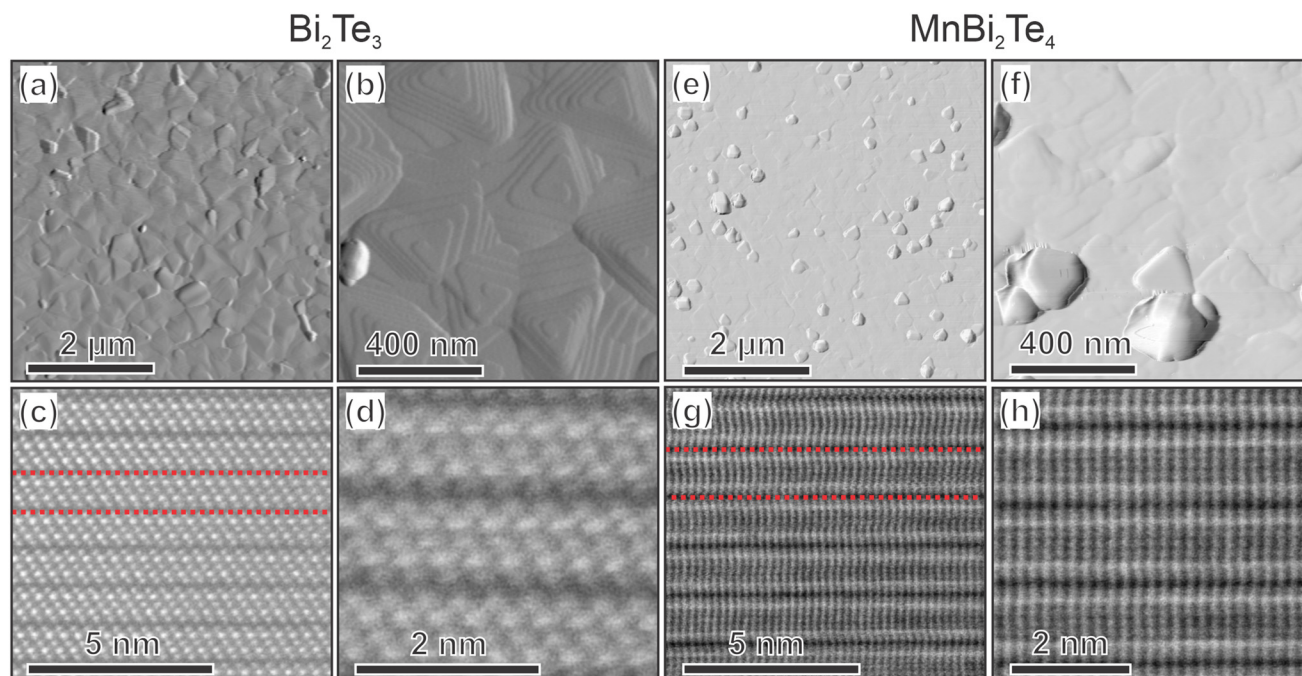 Bi₂Te₃
MnBi₂Te₄
(a)
(b)
(e)
(f)
2 µm
400 nm
2 µm
400 nm
(c)
(d)
(g)
(h)
5 nm
2 nm
5 nm
2 nm